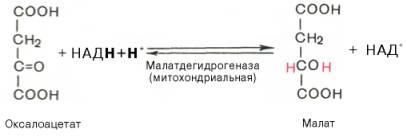 COOH
CH2
C=O
COOH
+ НАДН+Н+
Малатдегидрогеназа
(митохондриальная)
COOH
CH2
HCOH
COOH
+ НАД+
Оксалоацетат
Малат